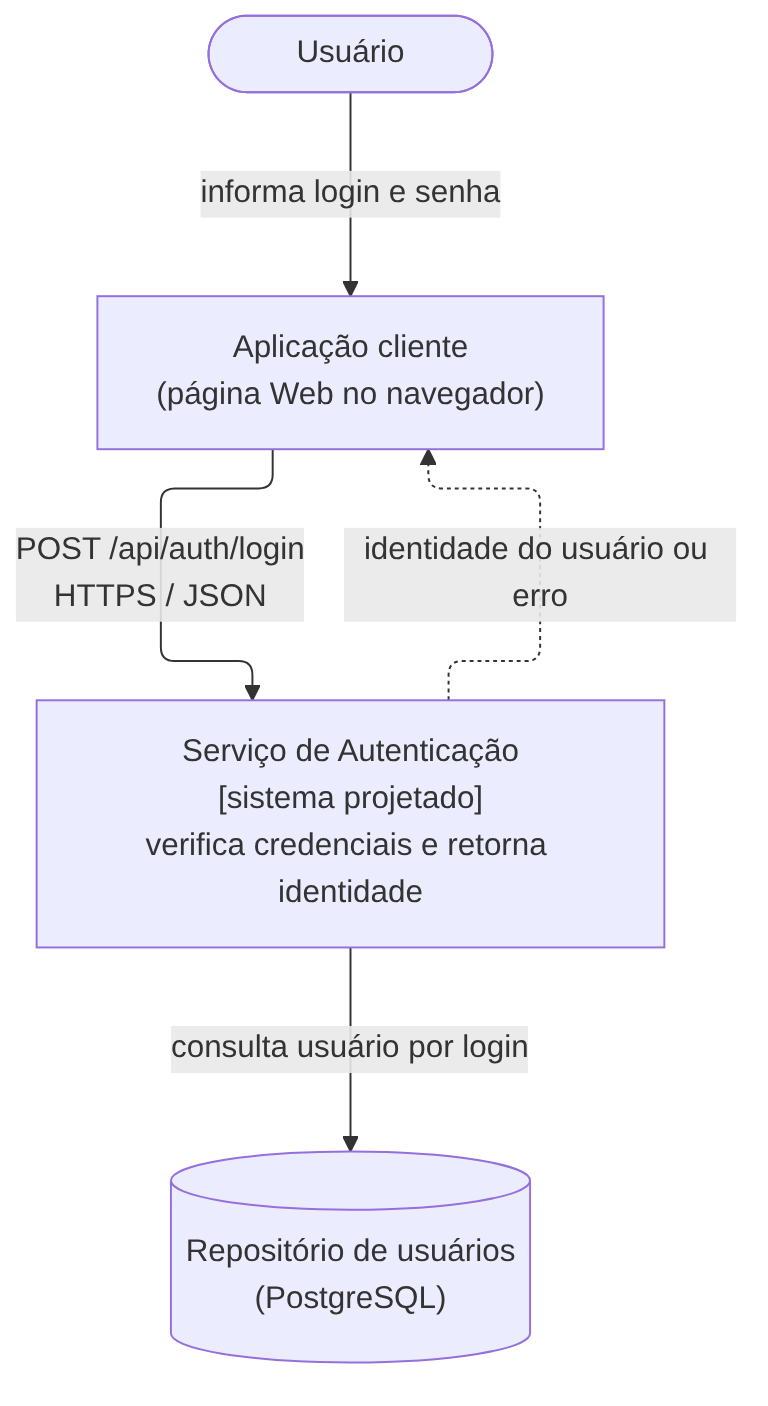 Usuário
informa login e senha
Aplicação cliente
(página Web no navegador)
POST /api/auth/login
HTTPS / JSON
identidade do usuário ou
erro
Serviço de Autenticação
[sistema projetado]
verifica credenciais e retorna
identidade
consulta usuário por login
Repositório de usuários
(PostgreSQL)